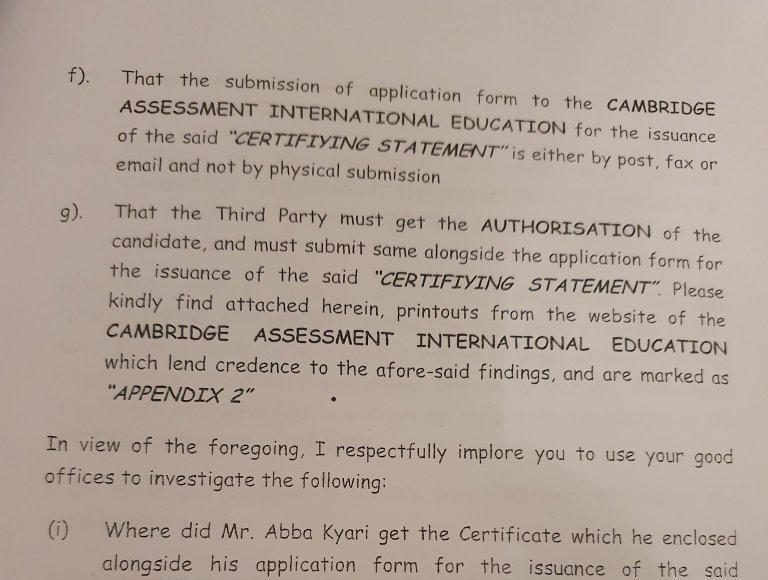 f). That the submission of application form to the CAMBRIDGE
ASSESSMENT INTERNATIONAL EDUCATION for the issuance
of the said "CERTIFIYING STATEMENT" is either by post, fax or
email and not by physical submission
g). That the Third Party must get the AUTHORISATION of the
candidate, and must submit same alongside the application form for
the issuance of the said "CERTIFIYING STATEMENT". Please
kindly find attached herein, printouts from the website of the
CAMBRIDGE ASSESSMENT INTERNATIONAL EDUCATION
which lend credence to the afore-said findings, and are marked as
"APPENDIX 2"
In view of the foregoing, I respectfully implore you to use your good
offices to investigate the following:
(i) Where did Mr. Abba Kyari get the Certificate which he enclosed
alongside his application form for the issuance of the said